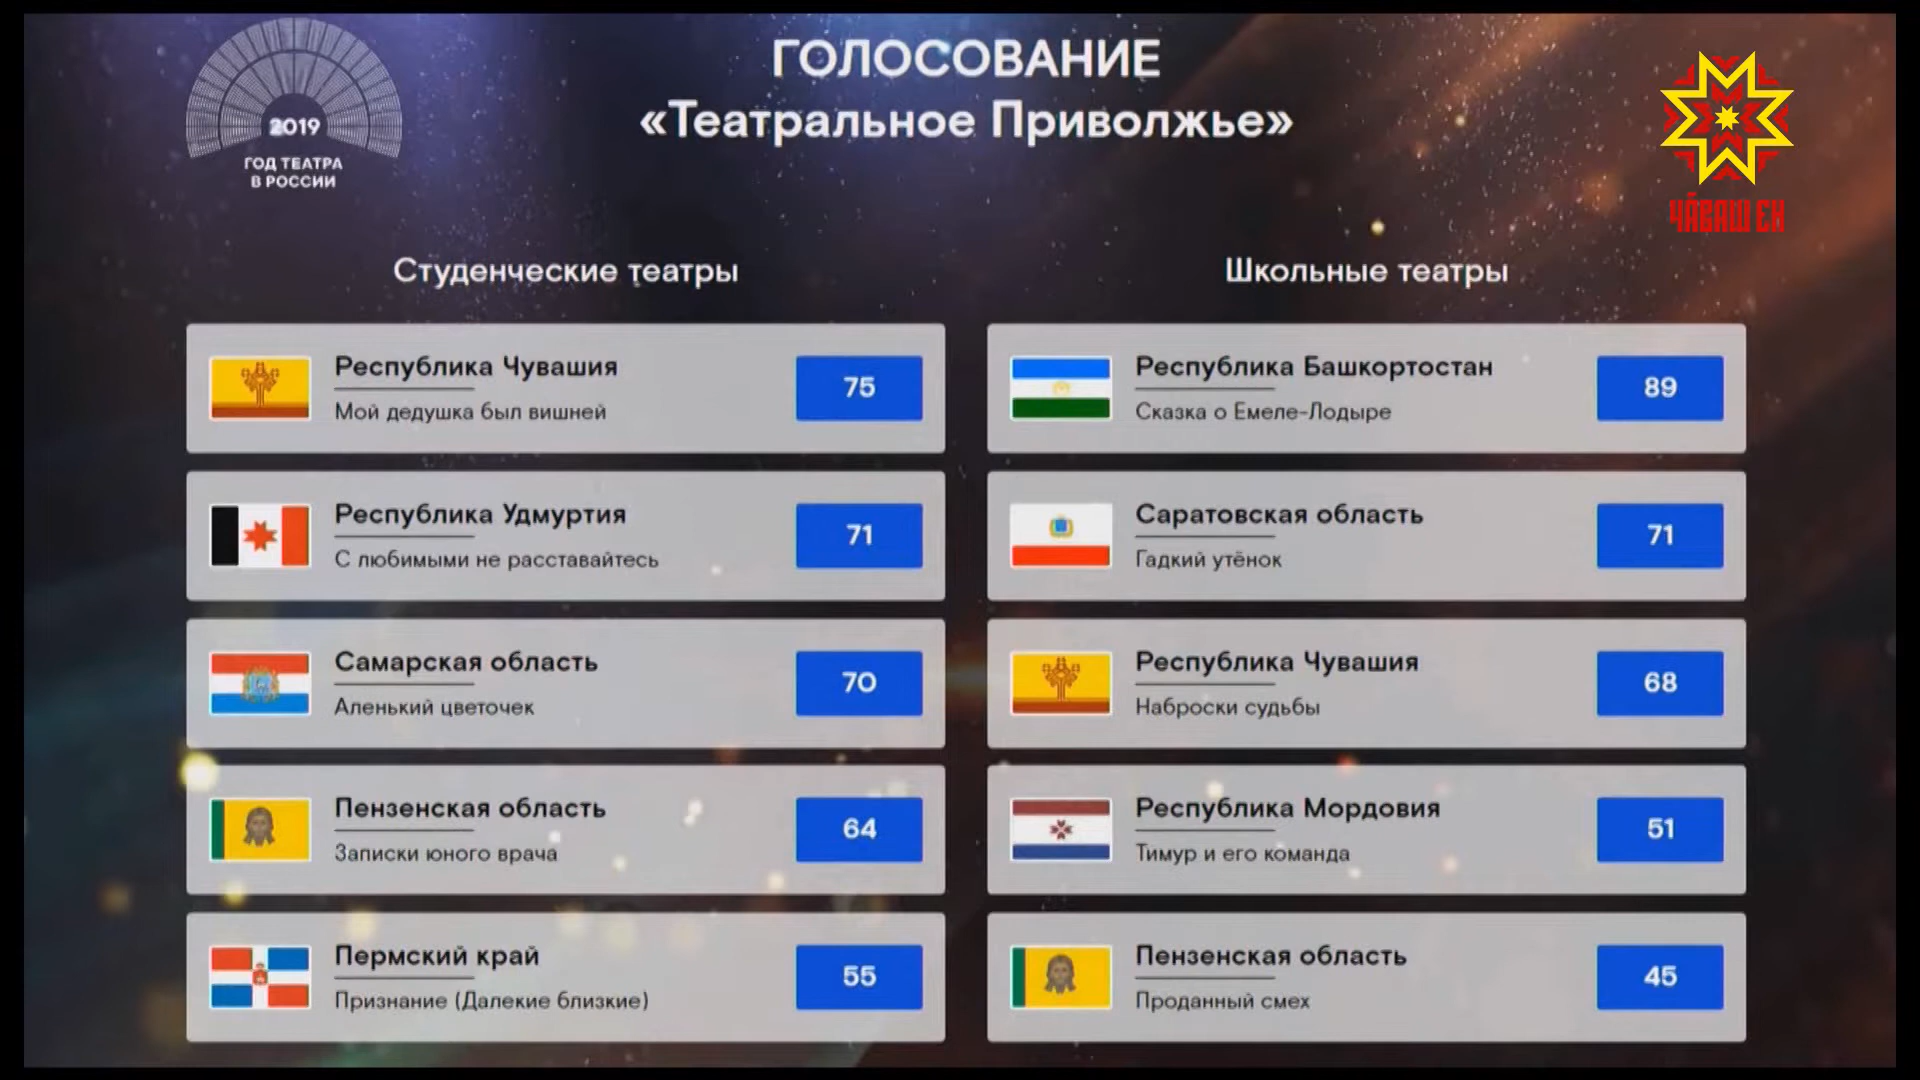 2019
ГОД ТЕАТРА
В РОССИИ
ГОЛОСОВАНИЕ
«Театральное Приволжье»
ЧӐВАШ ЕН
Студенческие театры
Республика Чувашия
Мой дедушка был вишней
75
Республика Удмуртия
С любимыми не расставайтесь
71
Самарская область
Аленький цветочек
70
Пензенская область
Записки юного врача
64
Пермский край
Признание (Далекие близкие)
55
Школьные театры
Республика Башкортостан
Сказка о Емеле-Лодыре
89
Саратовская область
Гадкий утёнок
71
Республика Чувашия
Наброски судьбы
68
Республика Мордовия
Тимур и его команда
51
Пензенская область
Проданный смех
45